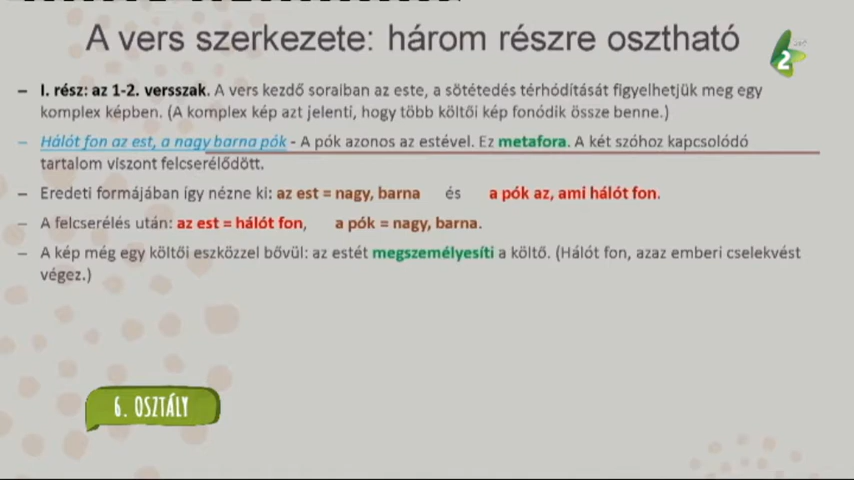 A vers szerkezete: három részre osztható
2
– I. rész: az 1-2. versszak. A vers kezdő soraiban az este, a sötétedés térhódítását figyelhetjük meg egy
komplex képben. (A komplex kép azt jelenti, hogy több költői kép fonódik össze benne.)
– Hálót fon az est, a nagy barna pók - A pók azonos az estével. Ez metafora. A két szóhoz kapcsolódó
tartalom viszont felcserélődött.
– Eredeti formájában így nézne ki: az est = nagy, barna és a pók az, ami hálót fon.
– A felcserélés után: az est = hálót fon, a pók = nagy, barna.
– A kép még egy költői eszközzel bővül: az estét megszemélyesíti a költő. (Hálót fon, azaz emberi cselekvést
végez.)
6. OSZTÁLY